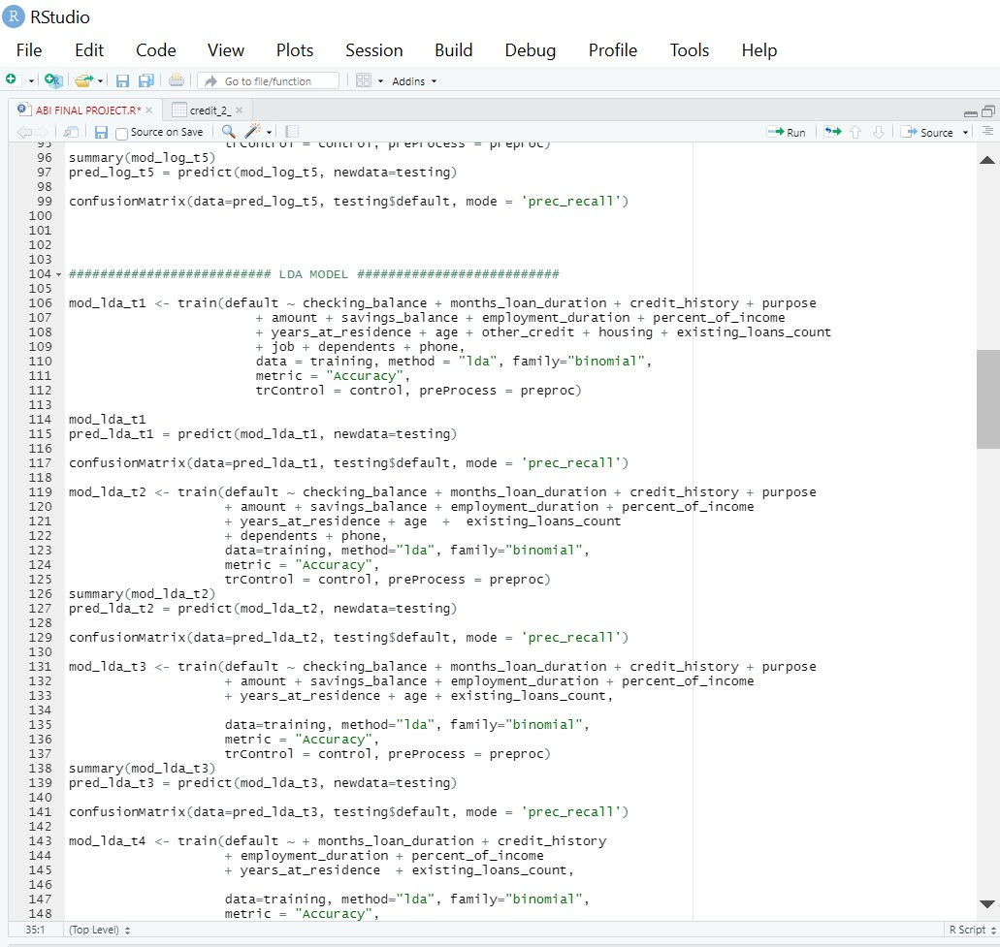 RStudio
File Edit Code View Plots Session Build Debug Profile Tools Help
Go to file/function Addins
ABI FINAL PROJECT.R* credit_2_
Source on Save Run Source
95 trControl = control, preProcess = preproc)
96 summary(mod_log_t5)
97 pred_log_t5 = predict(mod_log_t5, newdata=testing)
98
99 confusionMatrix(data=pred_log_t5, testing$default, mode = 'prec_recall')
100
101
102
103
104 ########################## LDA MODEL ##########################
105
106 mod_lda_t1 <- train(default ~ checking_balance + months_loan_duration + credit_history + purpose
107 + amount + savings_balance + employment_duration + percent_of_income
108 + years_at_residence + age + other_credit + housing + existing_loans_count
109 + job + dependents + phone,
110 data = training, method = "lda", family="binomial",
111 metric = "Accuracy",
112 trControl = control, preProcess = preproc)
113
114 mod_lda_t1
115 pred_lda_t1 = predict(mod_lda_t1, newdata=testing)
116
117 confusionMatrix(data=pred_lda_t1, testing$default, mode = 'prec_recall')
118
119 mod_lda_t2 <- train(default ~ checking_balance + months_loan_duration + credit_history + purpose
120 + amount + savings_balance + employment_duration + percent_of_income
121 + years_at_residence + age + existing_loans_count
122 + dependents + phone,
123 data=training, method="lda", family="binomial",
124 metric = "Accuracy",
125 trControl = control, preProcess = preproc)
126 summary(mod_lda_t2)
127 pred_lda_t2 = predict(mod_lda_t2, newdata=testing)
128
129 confusionMatrix(data=pred_lda_t2, testing$default, mode = 'prec_recall')
130
131 mod_lda_t3 <- train(default ~ checking_balance + months_loan_duration + credit_history + purpose
132 + amount + savings_balance + employment_duration + percent_of_income
133 + years_at_residence + age + existing_loans_count,
134
135 data=training, method="lda", family="binomial",
136 metric = "Accuracy",
137 trControl = control, preProcess = preproc)
138 summary(mod_lda_t3)
139 pred_lda_t3 = predict(mod_lda_t3, newdata=testing)
140
141 confusionMatrix(data=pred_lda_t3, testing$default, mode = 'prec_recall')
142
143 mod_lda_t4 <- train(default ~ + months_loan_duration + credit_history
144 + employment_duration + percent_of_income
145 + years_at_residence + existing_loans_count,
146
147 data=training, method="lda", family="binomial",
148 metric = "Accuracy",
35:1 (Top Level) R Script